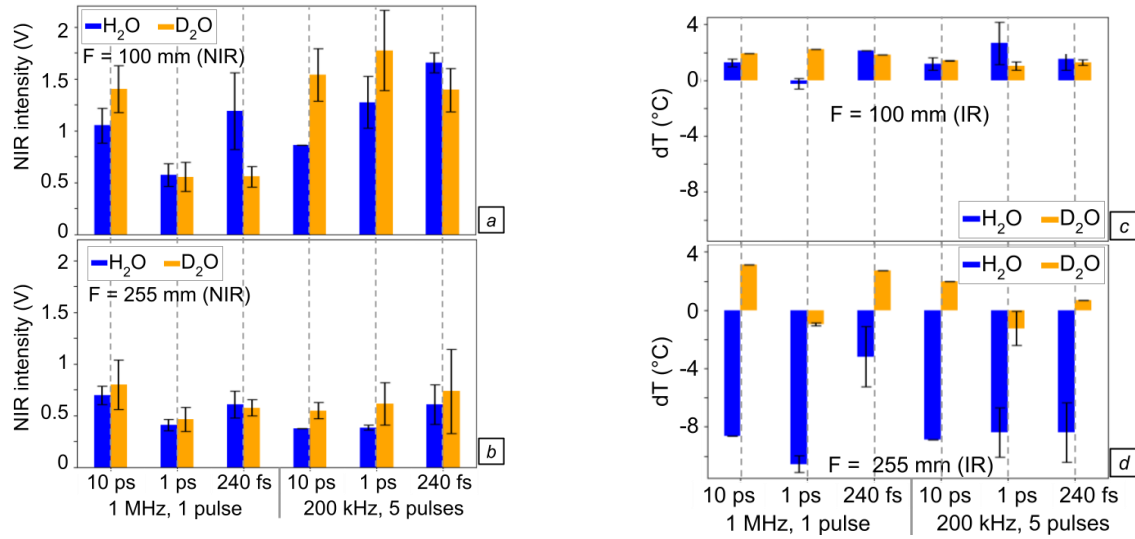 H₂O D₂O
F = 100 mm (NIR)
NIR intensity (V)
2
1.5
1
0.5
0
a
H₂O D₂O
F = 255 mm (NIR)
NIR intensity (V)
2
1.5
1
0.5
0
b
10 ps 1 ps 240 fs 10 ps 1 ps 240 fs
1 MHz, 1 pulse 200 kHz, 5 pulses
4
0
-4
-8
dT (°C)
F = 100 mm (IR)
H₂O D₂O
c
H₂O D₂O
4
0
-4
-8
dT (°C)
F = 255 mm (IR)
d
10 ps 1 ps 240 fs 10 ps 1 ps 240 fs
1 MHz, 1 pulse 200 kHz, 5 pulses